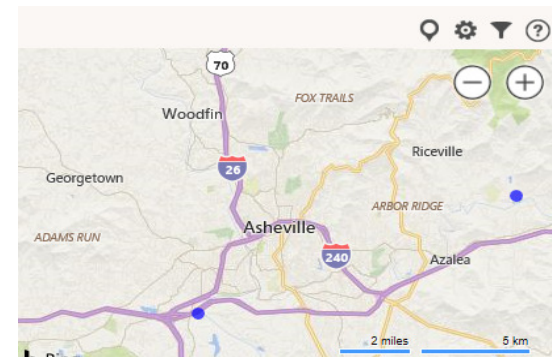 ?
70
FOX TRAILS
Woodfin
Riceville
26
Georgetown
1
ARBOR RIDGE
Asheville
ADAMS RUN
240
Azalea
2 miles
5 km